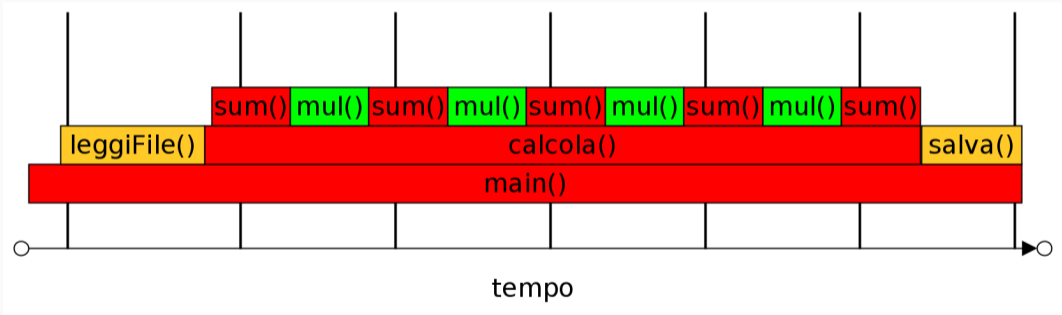 sum() mul() sum() mul() sum() mul() sum() mul() sum()
leggiFile() calcola() salva()
main()
tempo